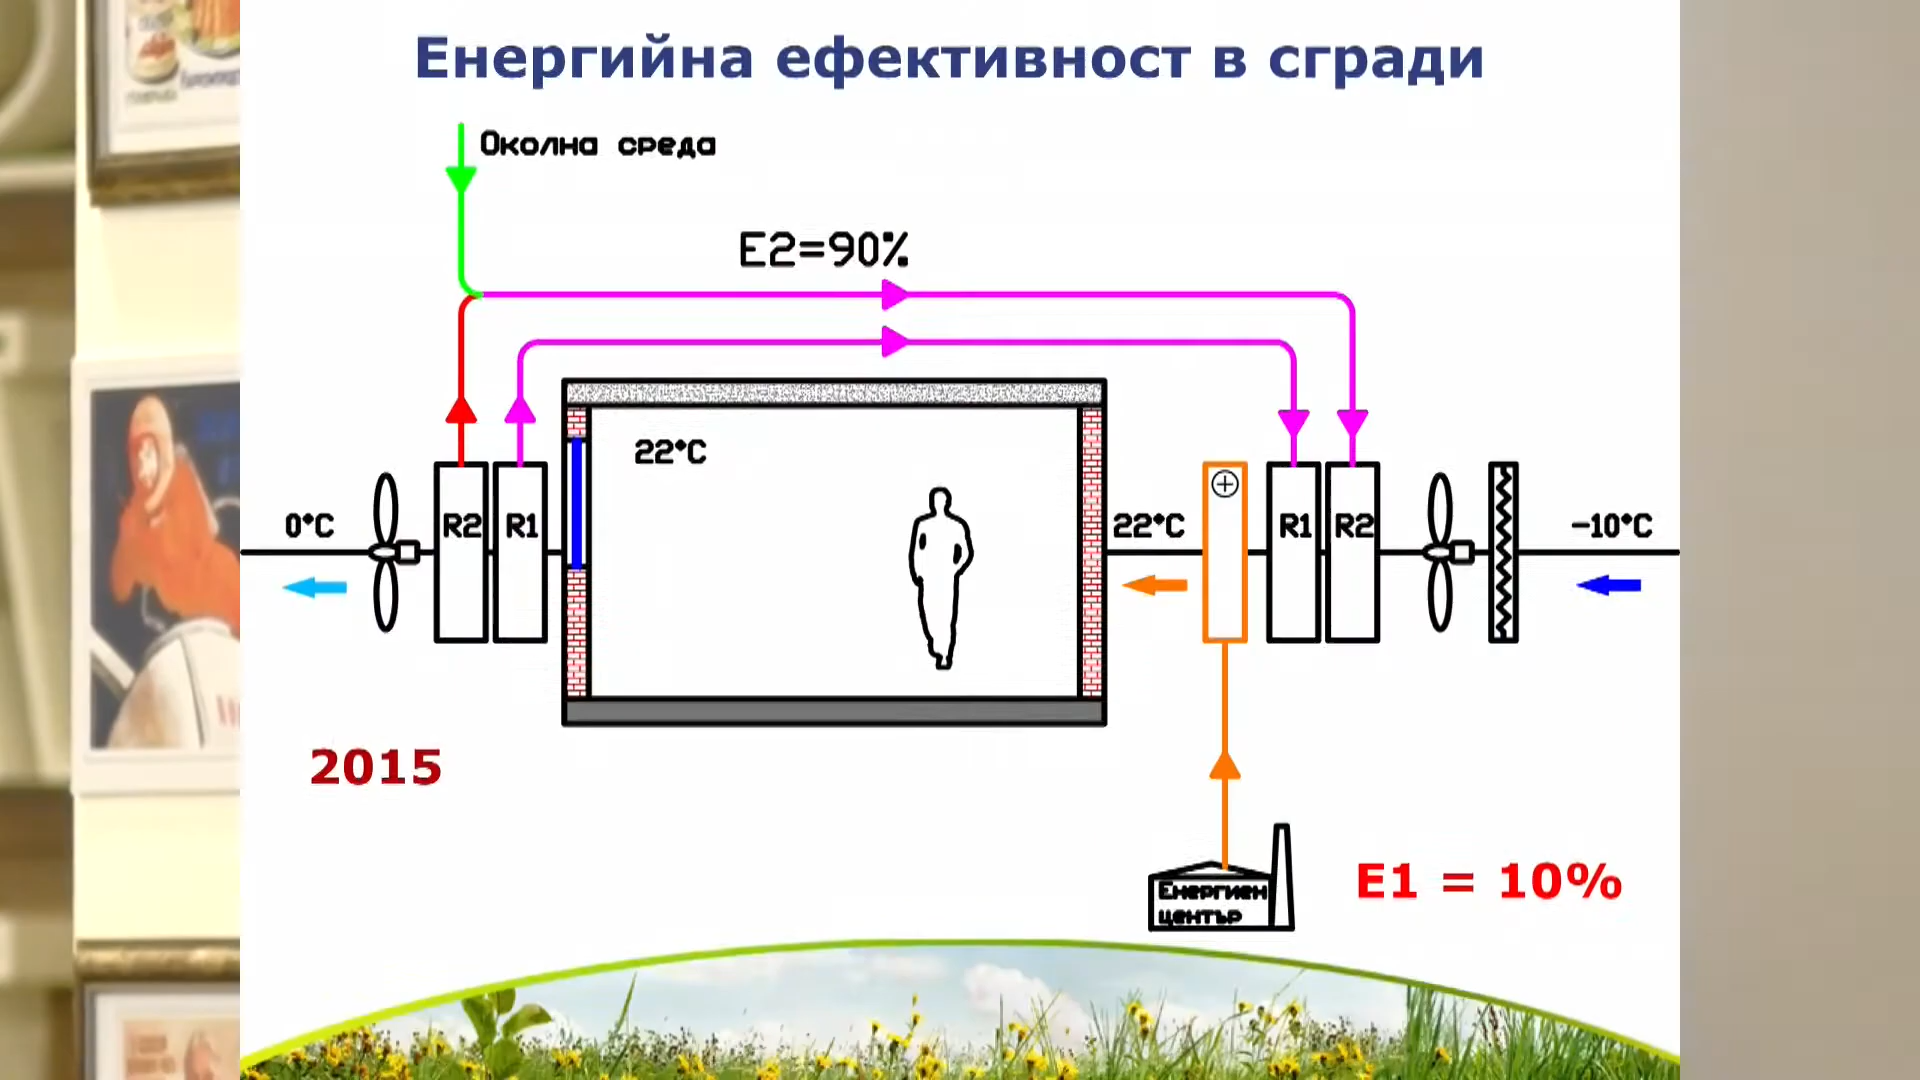 Енергийна ефективност в сгради
Околна среда
E2=90%
22°C
0°C
R2
R1
22°C
R1
R2
-10°C
2015
Енергиен
център
E1 = 10%